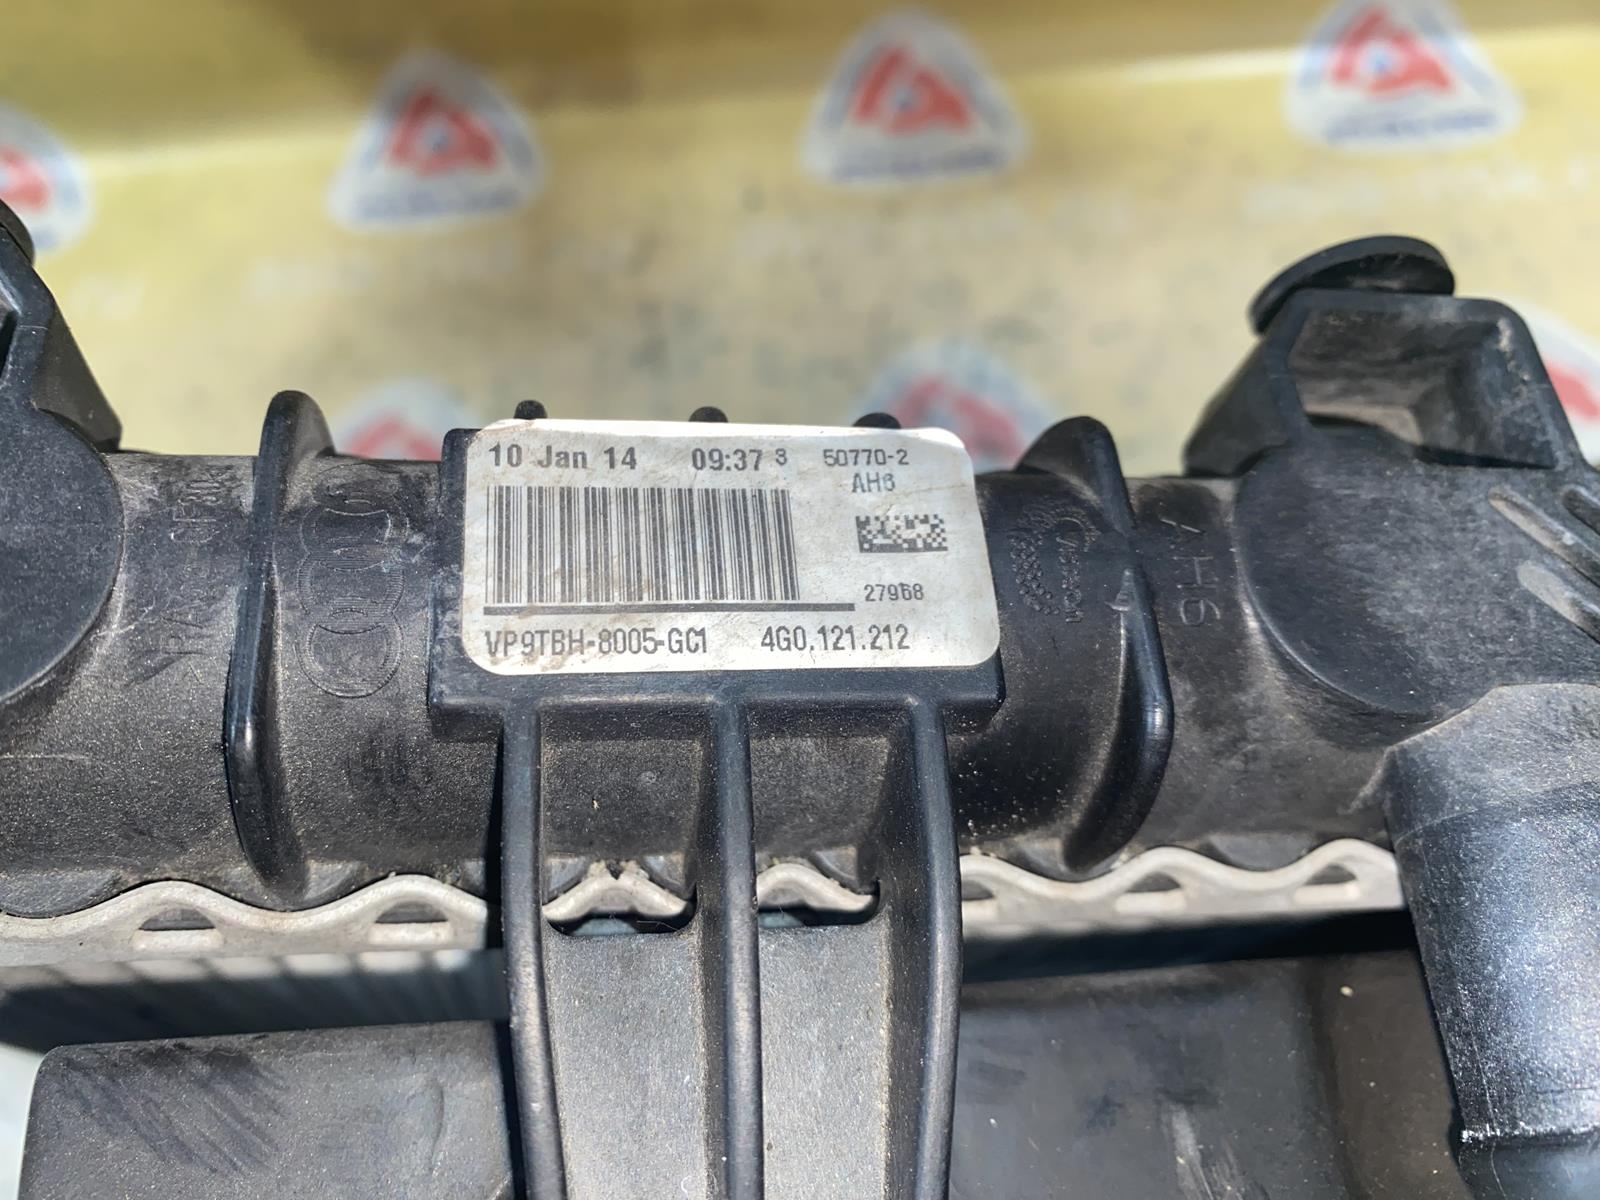 10 Jan 14 09:37 3 50770-2
AH6
27968
VP9TBH-8005-GC1 4G0.121.212
AH6